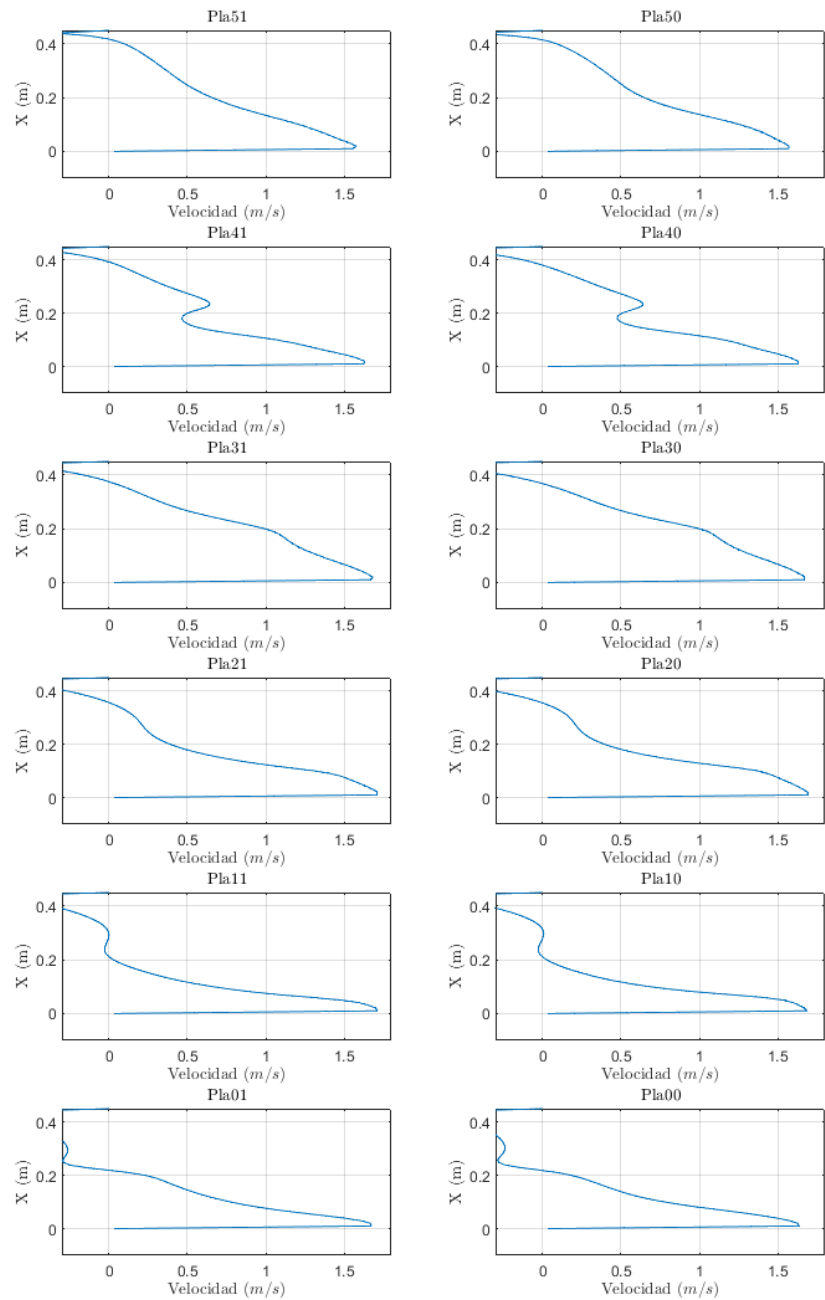 Pla51 Pla50
0.4 0.4
X (m) X (m)
0.2 0.2
0 0
0 0.5 1 1.5 0 0.5 1 1.5
Velocidad (m/s) Velocidad (m/s)
Pla41 Pla40
0.4 0.4
X (m) X (m)
0.2 0.2
0 0
0 0.5 1 1.5 0 0.5 1 1.5
Velocidad (m/s) Velocidad (m/s)
Pla31 Pla30
0.4 0.4
X (m) X (m)
0.2 0.2
0 0
0 0.5 1 1.5 0 0.5 1 1.5
Velocidad (m/s) Velocidad (m/s)
Pla21 Pla20
0.4 0.4
X (m) X (m)
0.2 0.2
0 0
0 0.5 1 1.5 0 0.5 1 1.5
Velocidad (m/s) Velocidad (m/s)
Pla11 Pla10
0.4 0.4
X (m) X (m)
0.2 0.2
0 0
0 0.5 1 1.5 0 0.5 1 1.5
Velocidad (m/s) Velocidad (m/s)
Pla01 Pla00
0.4 0.4
X (m) X (m)
0.2 0.2
0 0
0 0.5 1 1.5 0 0.5 1 1.5
Velocidad (m/s) Velocidad (m/s)